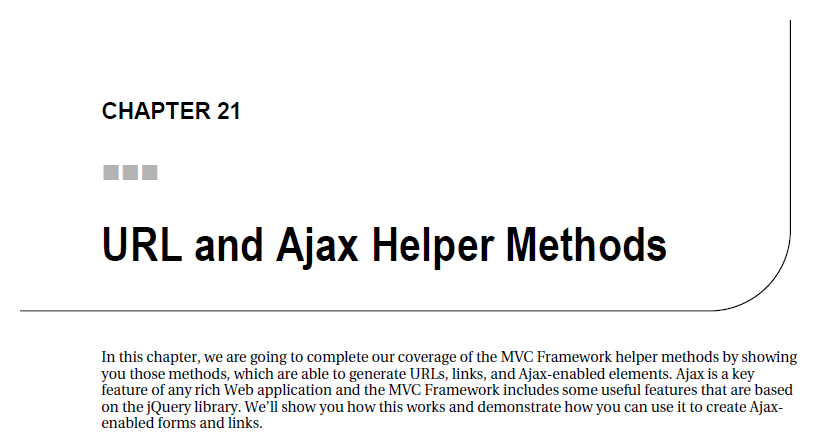 CHAPTER 21
URL and Ajax Helper Methods
In this chapter, we are going to complete our coverage of the MVC Framework helper methods by showing
you those methods, which are able to generate URLs, links, and Ajax-enabled elements. Ajax is a key
feature of any rich Web application and the MVC Framework includes some useful features that are based
on the jQuery library. We’ll show you how this works and demonstrate how you can use it to create Ajax-
enabled forms and links.